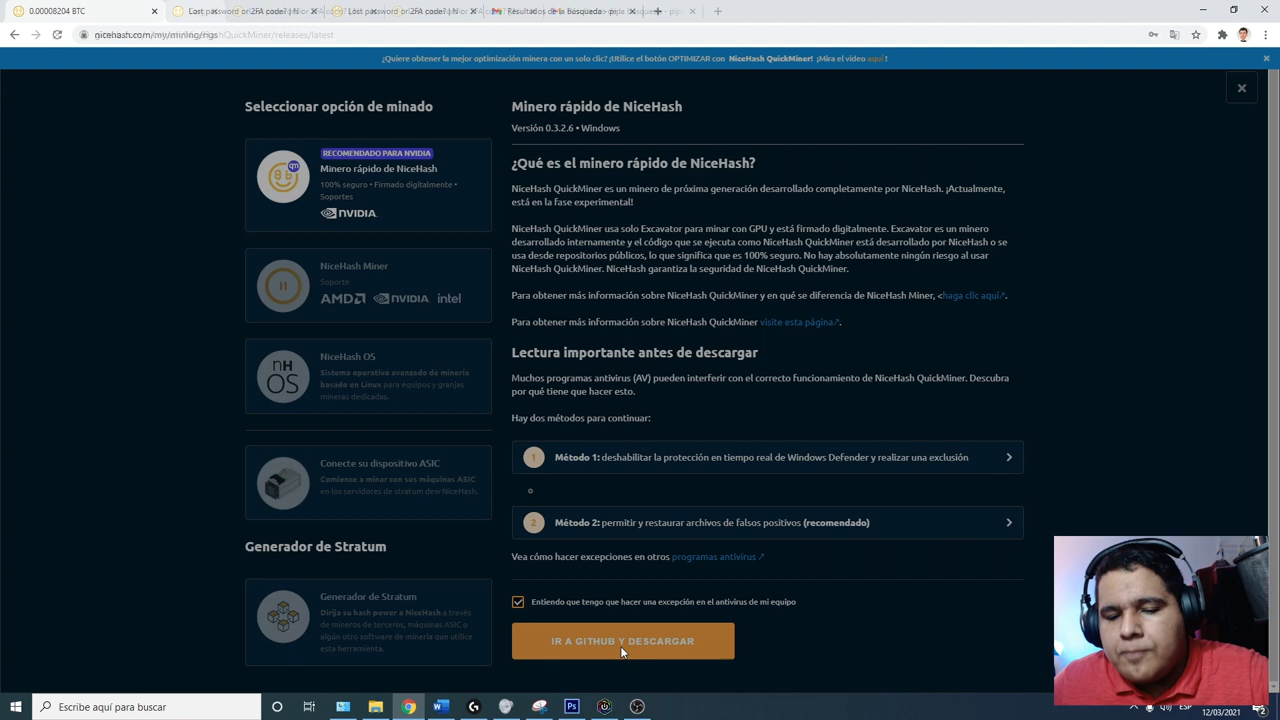 0.00008204 BTC
¿Quiere obtener la mejor optimización minera con un solo clic? ¡Utilice el botón OPTIMIZAR con NiceHash QuickMiner! ¡Mira el video aquí !
Seleccionar opción de minado
RECOMENDADO PARA NVIDIA
Minero rápido de NiceHash
100% seguro • Firmado digitalmente •
Soportes
NVIDIA.
NiceHash Miner
Soporte
AMD NVIDIA. intel
nH
OS
NiceHash OS
Sistema operativo avanzado de minería
basado en Linux para equipos y granjas
mineras dedicadas.
Conecte su dispositivo ASIC
Comience a minar con sus máquinas ASIC
en los servidores de stratum dew NiceHash.
Generador de Stratum
Generador de Stratum
Dirija su hash power a NiceHash a través
de mineros de terceros, máquinas ASIC o
algún otro software de minería que utilice
esta herramienta.
Minero rápido de NiceHash
Versión 0.3.2.6 • Windows
¿Qué es el minero rápido de NiceHash?
NiceHash QuickMiner es un minero de próxima generación desarrollado completamente por NiceHash. ¡Actualmente,
está en la fase experimental!
NiceHash QuickMiner usa solo Excavator para minar con GPU y está firmado digitalmente. Excavator es un minero
desarrollado internamente y el código que se ejecuta como NiceHash QuickMiner está desarrollado por NiceHash o se
usa desde repositorios públicos, lo que significa que es 100% seguro. No hay absolutamente ningún riesgo al usar
NiceHash QuickMiner. NiceHash garantiza la seguridad de NiceHash QuickMiner.
Para obtener más información sobre NiceHash QuickMiner y en qué se diferencia de NiceHash Miner, <haga clic aquí↗.
Para obtener más información sobre NiceHash QuickMiner visite esta página↗.
Lectura importante antes de descargar
Muchos programas antivirus (AV) pueden interferir con el correcto funcionamiento de NiceHash QuickMiner. Descubra
por qué tiene que hacer esto.
Hay dos métodos para continuar:
1 Método 1: deshabilitar la protección en tiempo real de Windows Defender y realizar una exclusión
o
2 Método 2: permitir y restaurar archivos de falsos positivos (recomendado)
Vea cómo hacer excepciones en otros programas antivirus ↗
Entiendo que tengo que hacer una excepción en el antivirus de mi equipo
IR A GITHUB Y DESCARGAR
Escribe aquí para buscar
ESP
12/03/2021
2